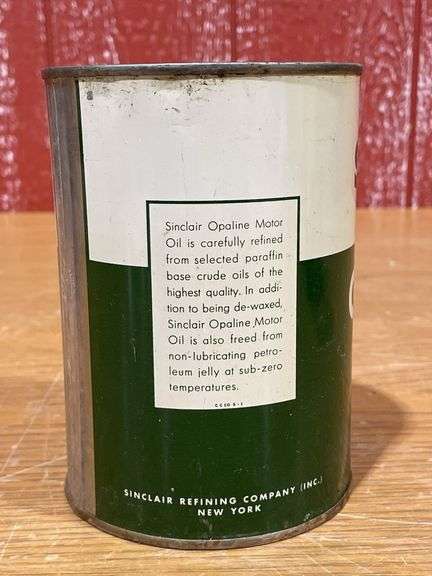 Sinclair Opaline Motor
Oil is carefully refined
from selected paraffin
base crude oils of the
highest quality. In addi-
tion to being de-waxed,
Sinclair Opaline Motor
Oil is also freed from
non-lubricating petro-
leum jelly at sub-zero
temperatures.
SINCLAIR REFINING COMPANY (INC.)
NEW YORK